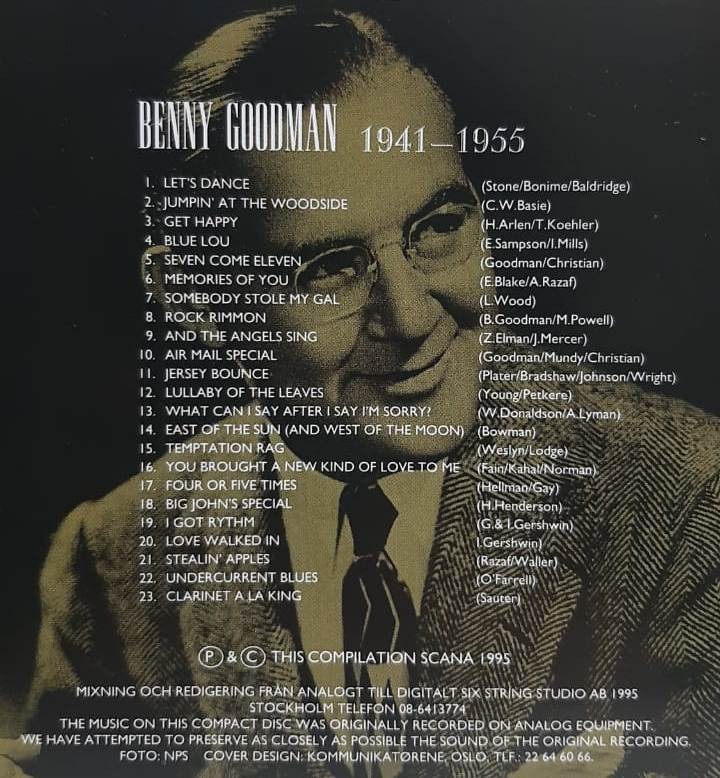 BENNY GOODMAN 1941–1955
1. LET'S DANCE (Stone/Bonime/Baldridge)
2. JUMPIN' AT THE WOODSIDE (C.W.Basie)
3. GET HAPPY (H.Arlen/T.Koehler)
4. BLUE LOU (E.Sampson/I.Mills)
5. SEVEN COME ELEVEN (Goodman/Christian)
6. MEMORIES OF YOU (E.Blake/A.Razaf)
7. SOMEBODY STOLE MY GAL (L.Wood)
8. ROCK RIMMON (B.Goodman/M.Powell)
9. AND THE ANGELS SING (Z.Elman/J.Mercer)
10. AIR MAIL SPECIAL (Goodman/Mundy/Christian)
11. JERSEY BOUNCE (Plater/Bradshaw/Johnson/Wright)
12. LULLABY OF THE LEAVES (Young/Petkere)
13. WHAT CAN I SAY AFTER I SAY I'M SORRY? (W.Donaldson/A.Lyman)
14. EAST OF THE SUN (AND WEST OF THE MOON) (Bowman)
15. TEMPTATION RAG (Weslyn/Lodge)
16. YOU BROUGHT A NEW KIND OF LOVE TO ME (Fain/Kahal/Norman)
17. FOUR OR FIVE TIMES (Hellman/Gay)
18. BIG JOHN'S SPECIAL (H.Henderson)
19. I GOT RYTHM (G.& I.Gershwin)
20. LOVE WALKED IN I.Gershwin)
21. STEALIN' APPLES (Razaf/Waller)
22. UNDERCURRENT BLUES (O'Farrell)
23. CLARINET A LA KING (Sauter)
Ⓟ & Ⓒ THIS COMPILATION SCANA 1995
MIXNING OCH REDIGERING FRÅN ANALOGT TILL DIGITALT SIX STRING STUDIO AB 1995
STOCKHOLM TELEFON 08-6413774
THE MUSIC ON THIS COMPACT DISC WAS ORIGINALLY RECORDED ON ANALOG EQUIPMENT.
WE HAVE ATTEMPTED TO PRESERVE AS CLOSELY AS POSSIBLE THE SOUND OF THE ORIGINAL RECORDING.
FOTO: NPS COVER DESIGN: KOMMUNIKATØRENE, OSLO. TLF.: 22 64 60 66.